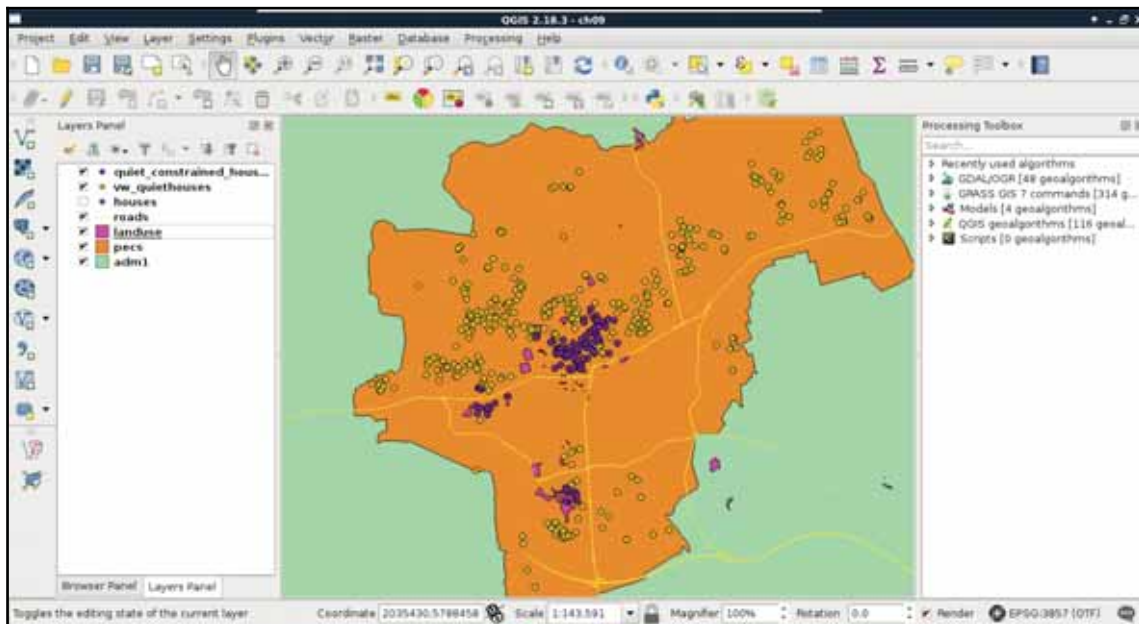 QGIS 2.18.3 - ch09
Project Edit View Layer Settings Plugins Vector Raster Database Processing Help
Layers Panel
quiet_constrained_hous...
vw_quiethouses
houses
roads
landuse
pecs
adm1
Browser Panel
Layers Panel
Processing Toolbox
Search...
Recently used algorithms
GDAL/OGR [48 geoalgorithms]
GRASS GIS 7 commands [314 g...
Models [4 geoalgorithms]
QGIS geoalgorithms [116 geoal...
Scripts [0 geoalgorithms]
Toggles the editing state of the current layer
Coordinate 2035430,5788458
Scale 1:143,591
Magnifier 100%
Rotation 0.0
Render
EPSG:3857 (OTF)